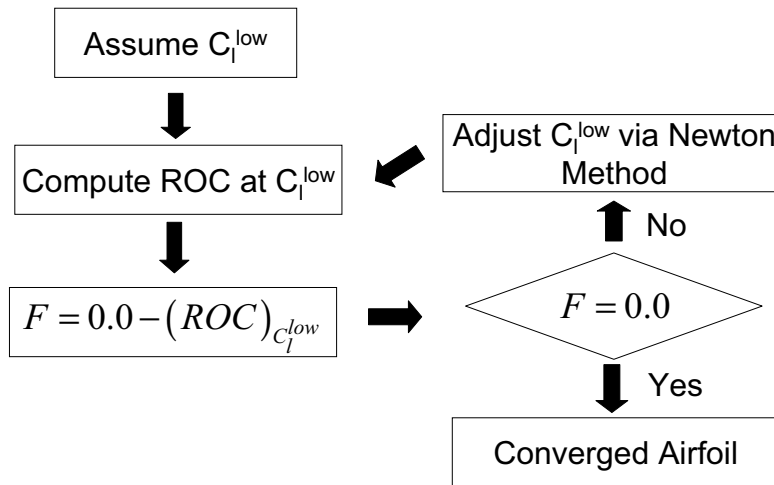 Assume C_l^low
Compute ROC at C_l^low
F = 0.0 − (ROC)_{C_l^low}
Adjust C_l^low via Newton
Method
No
F = 0.0
Yes
Converged Airfoil